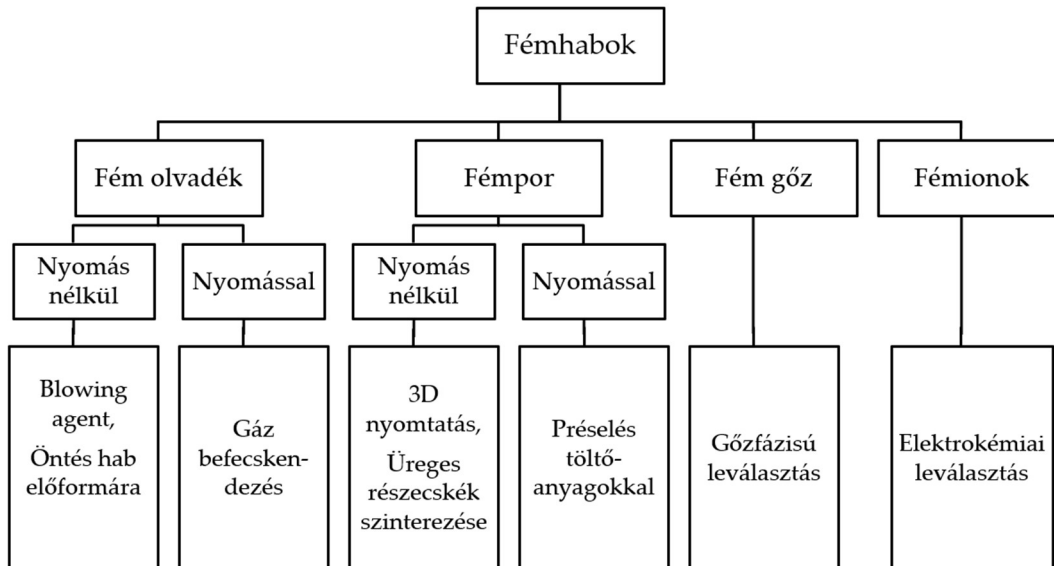 Fémhabok
Fém olvadék
Fémpor
Fém gőz
Fémionok
Nyomás
nélkül
Nyomással
Nyomás
nélkül
Nyomással
Blowing
agent,
Öntés hab
előformára
Gáz
befecsken-
dezés
3D
nyomtatás,
Üreges
részecskék
szinterezése
Préselés
töltő-
anyagokkal
Gőzfázisú
leválasztás
Elektrokémiai
leválasztás